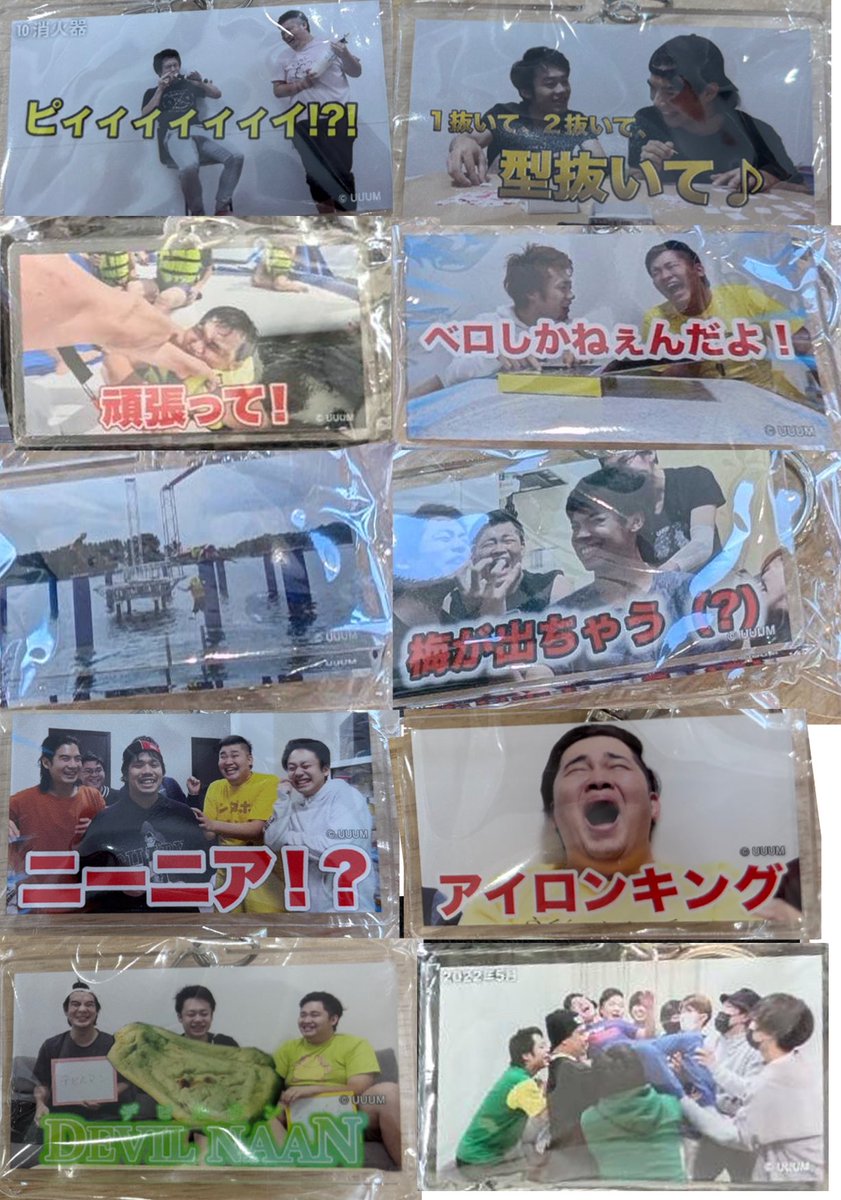 ⑩消火器
ピィィィィィィイ!?!
© UUUM
1抜いて、2抜いて、
型抜いて♪
© UUUM
頑張って！
© UUUM
ベロしかねぇんだよ！
© UUUM
© UUUM
UUUM
梅が出ちゃう（?）
© UUUM
© UUUM
ニーニア！？
© UUUM
アイロンキング
© UUUM
DEVIL NAAN
2022年5月
© UUUM